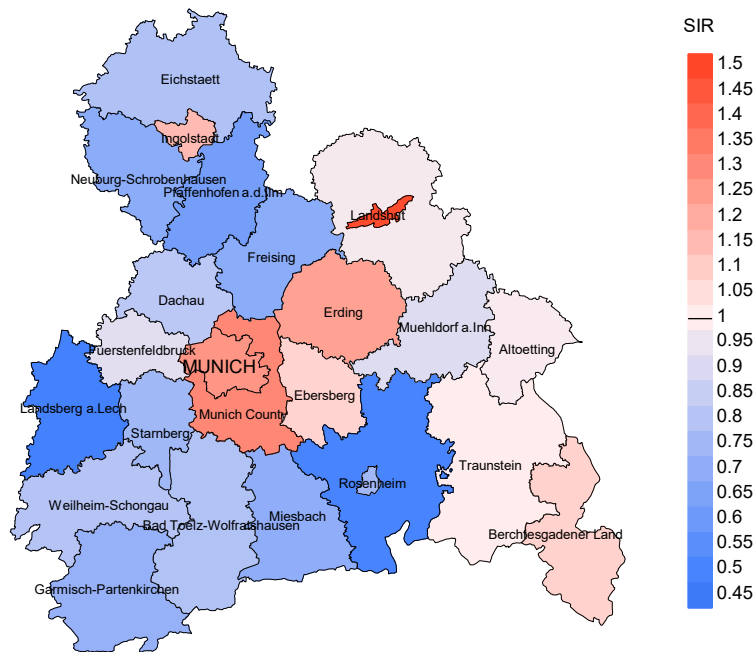 SIR
Eichstaett
Ingolstadt
Neuburg-Schrobenhausen
Pfaffenhofen a.d.Ilm
Landshut
Freising
Dachau
Erding
Muehldorf a.Inn
Altoetting
Fuerstenfeldbruck
MUNICH
Ebersberg
Landsberg a.Lech
Munich County
Starnberg
Traunstein
Rosenheim
Weilheim-Schongau
Miesbach
Bad Toelz-Wolfratshausen
Berchtesgadener Land
Garmisch-Partenkirchen
1.5
1.45
1.4
1.35
1.3
1.25
1.2
1.15
1.1
1.05
1
0.95
0.9
0.85
0.8
0.75
0.7
0.65
0.6
0.55
0.5
0.45